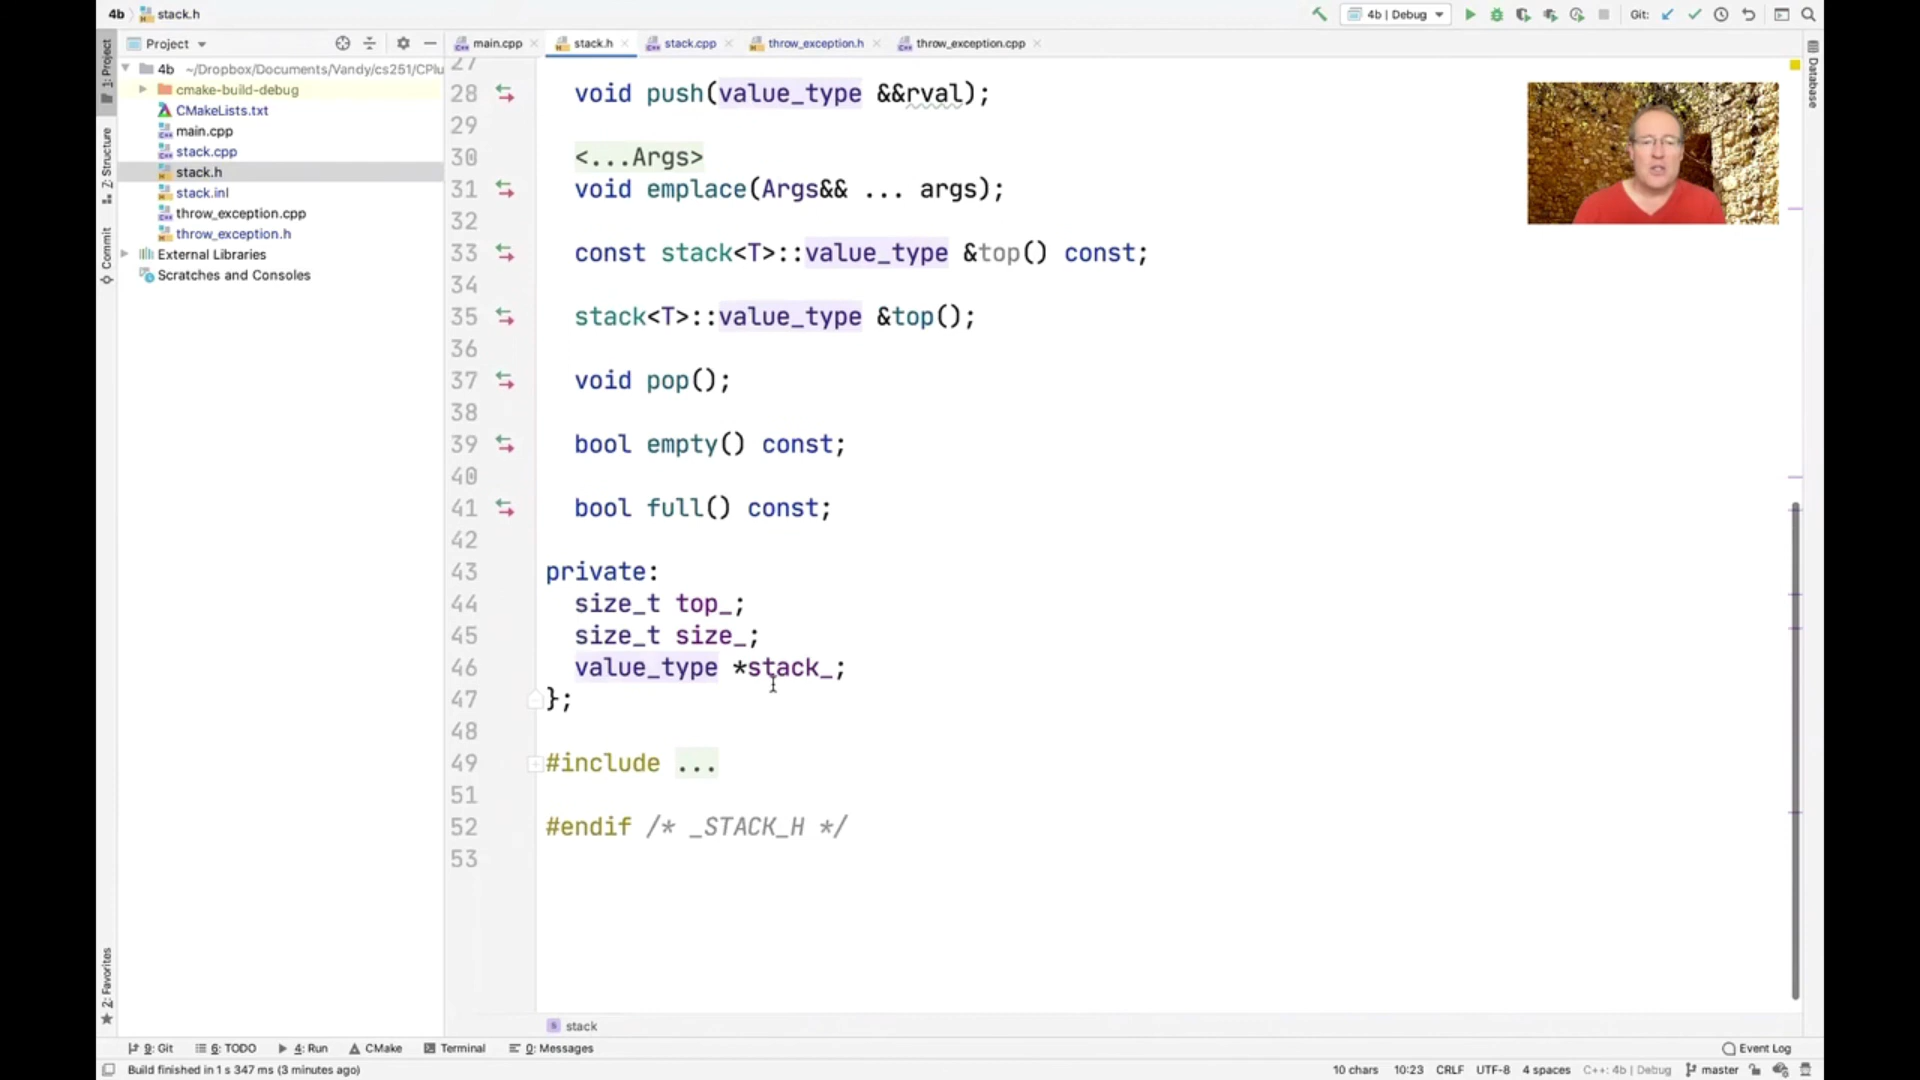 4b stack.h
4b | Debug
Git:
1: Project
Project
main.cpp
stack.h
stack.cpp
throw_exception.h
throw_exception.cpp
Database
4b ~/Dropbox/Documents/Vandy/cs251/CPlu
cmake-build-debug
CMakeLists.txt
main.cpp
stack.cpp
stack.h
stack.inl
throw_exception.cpp
throw_exception.h
External Libraries
Scratches and Consoles
Z: Structure
Commit
2: Favorites
27
28 void push(value_type &&rval);
29
30 <...Args>
31 void emplace(Args&& ... args);
32
33 const stack<T>::value_type &top() const;
34
35 stack<T>::value_type &top();
36
37 void pop();
38
39 bool empty() const;
40
41 bool full() const;
42
43 private:
44 size_t top_;
45 size_t size_;
46 value_type *stack_;
47 };
48
49 #include ...
51
52 #endif /* _STACK_H */
53
S stack
9: Git
6: TODO
4: Run
CMake
Terminal
0: Messages
Event Log
Build finished in 1 s 347 ms (3 minutes ago)
10 chars 10:23 CRLF UTF-8 4 spaces C++: 4b | Debug master